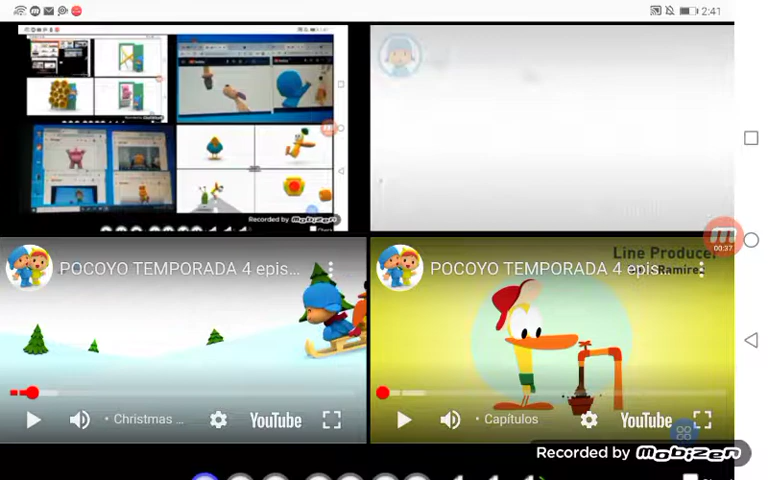 2:41
Recorded by Mobizen
00:37
POCOYO TEMPORADA 4 epis...
Christmas ...
YouTube
Line Producer
Ramirez
POCOYO TEMPORADA 4 epis...
Capítulos
YouTube
Recorded by Mobizen